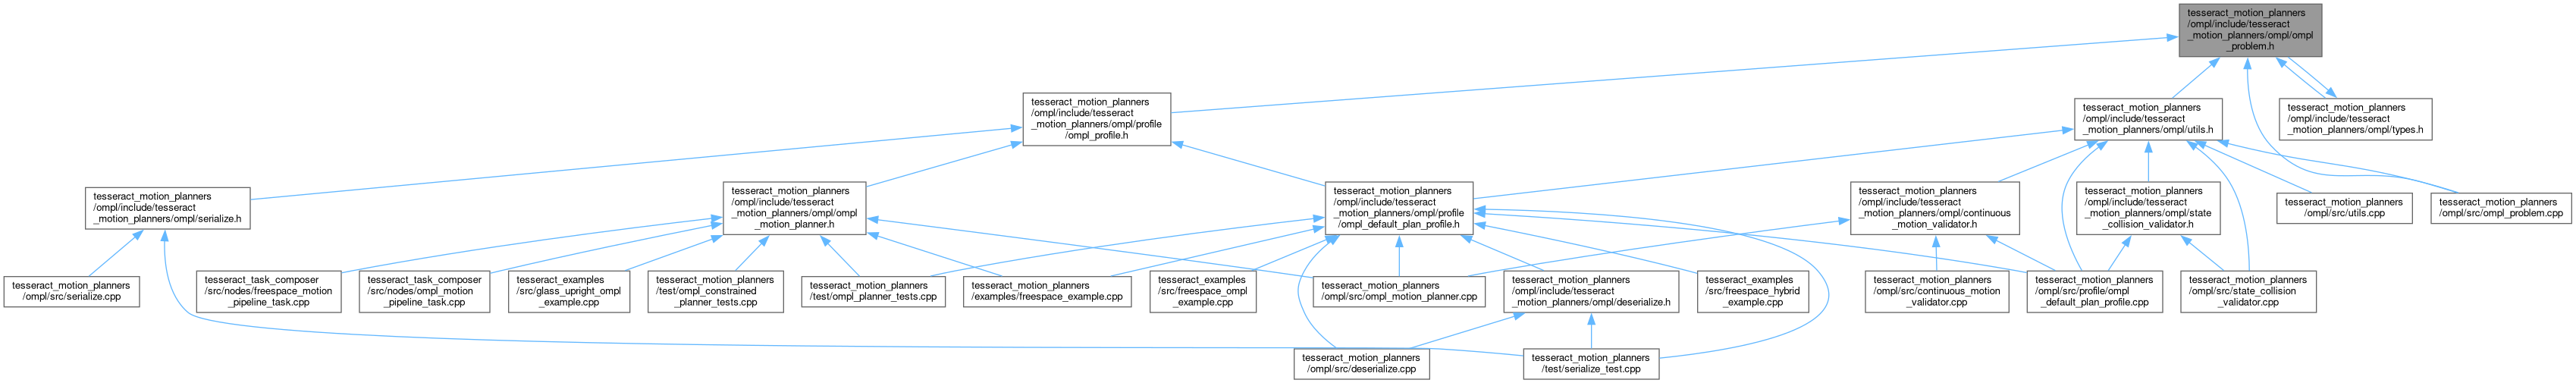 tesseract_motion_planners
/ompl/include/tesseract
_motion_planners/ompl/ompl
_problem.h
tesseract_motion_planners
/ompl/include/tesseract
_motion_planners/ompl/profile
/ompl_profile.h
tesseract_motion_planners
/ompl/include/tesseract
_motion_planners/ompl/utils.h
tesseract_motion_planners
/ompl/include/tesseract
_motion_planners/ompl/types.h
tesseract_motion_planners
/ompl/include/tesseract
_motion_planners/ompl/serialize.h
tesseract_motion_planners
/ompl/include/tesseract
_motion_planners/ompl/ompl
_motion_planner.h
tesseract_motion_planners
/ompl/include/tesseract
_motion_planners/ompl/profile
/ompl_default_plan_profile.h
tesseract_motion_planners
/ompl/include/tesseract
_motion_planners/ompl/continuous
_motion_validator.h
tesseract_motion_planners
/ompl/include/tesseract
_motion_planners/ompl/state
_collision_validator.h
tesseract_motion_planners
/ompl/src/utils.cpp
tesseract_motion_planners
/ompl/src/ompl_problem.cpp
tesseract_motion_planners
/ompl/src/serialize.cpp
tesseract_task_composer
/src/nodes/freespace_motion
_pipeline_task.cpp
tesseract_task_composer
/src/nodes/ompl_motion
_pipeline_task.cpp
tesseract_examples
/src/glass_upright_ompl
_example.cpp
tesseract_motion_planners
/test/ompl_constrained
_planner_tests.cpp
tesseract_motion_planners
/test/ompl_planner_tests.cpp
tesseract_motion_planners
/examples/freespace_example.cpp
tesseract_examples
/src/freespace_ompl
_example.cpp
tesseract_motion_planners
/ompl/src/ompl_motion_planner.cpp
tesseract_motion_planners
/ompl/include/tesseract
_motion_planners/ompl/deserialize.h
tesseract_examples
/src/freespace_hybrid
_example.cpp
tesseract_motion_planners
/ompl/src/continuous_motion
_validator.cpp
tesseract_motion_planners
/ompl/src/profile/ompl
_default_plan_profile.cpp
tesseract_motion_planners
/ompl/src/state_collision
_validator.cpp
tesseract_motion_planners
/ompl/src/deserialize.cpp
tesseract_motion_planners
/test/serialize_test.cpp